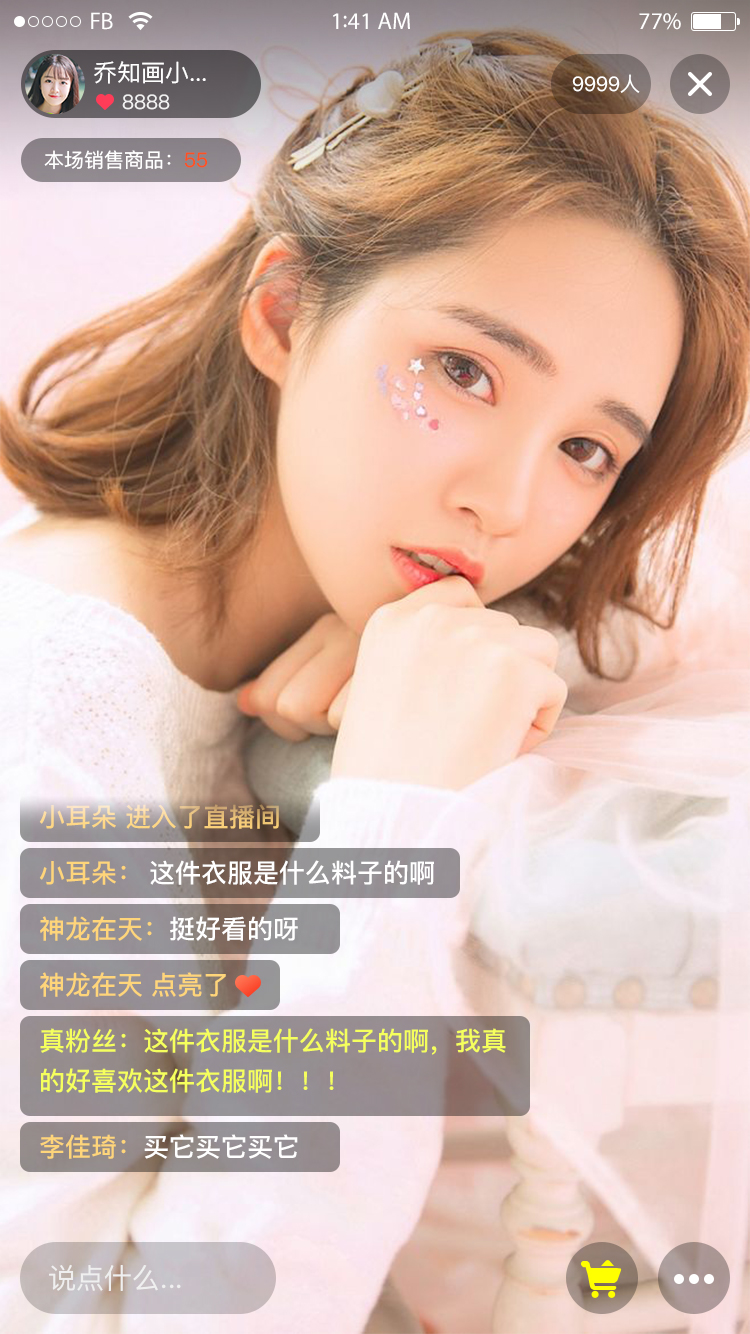 FB 1:41 AM 77%
乔知画小...
8888
9999人
本场销售商品：55
小耳朵 进入了直播间
小耳朵：这件衣服是什么料子的啊
神龙在天：挺好看的呀
神龙在天 点亮了
真粉丝：这件衣服是什么料子的啊，我真
的好喜欢这件衣服啊！！！
李佳琦：买它买它买它
说点什么...